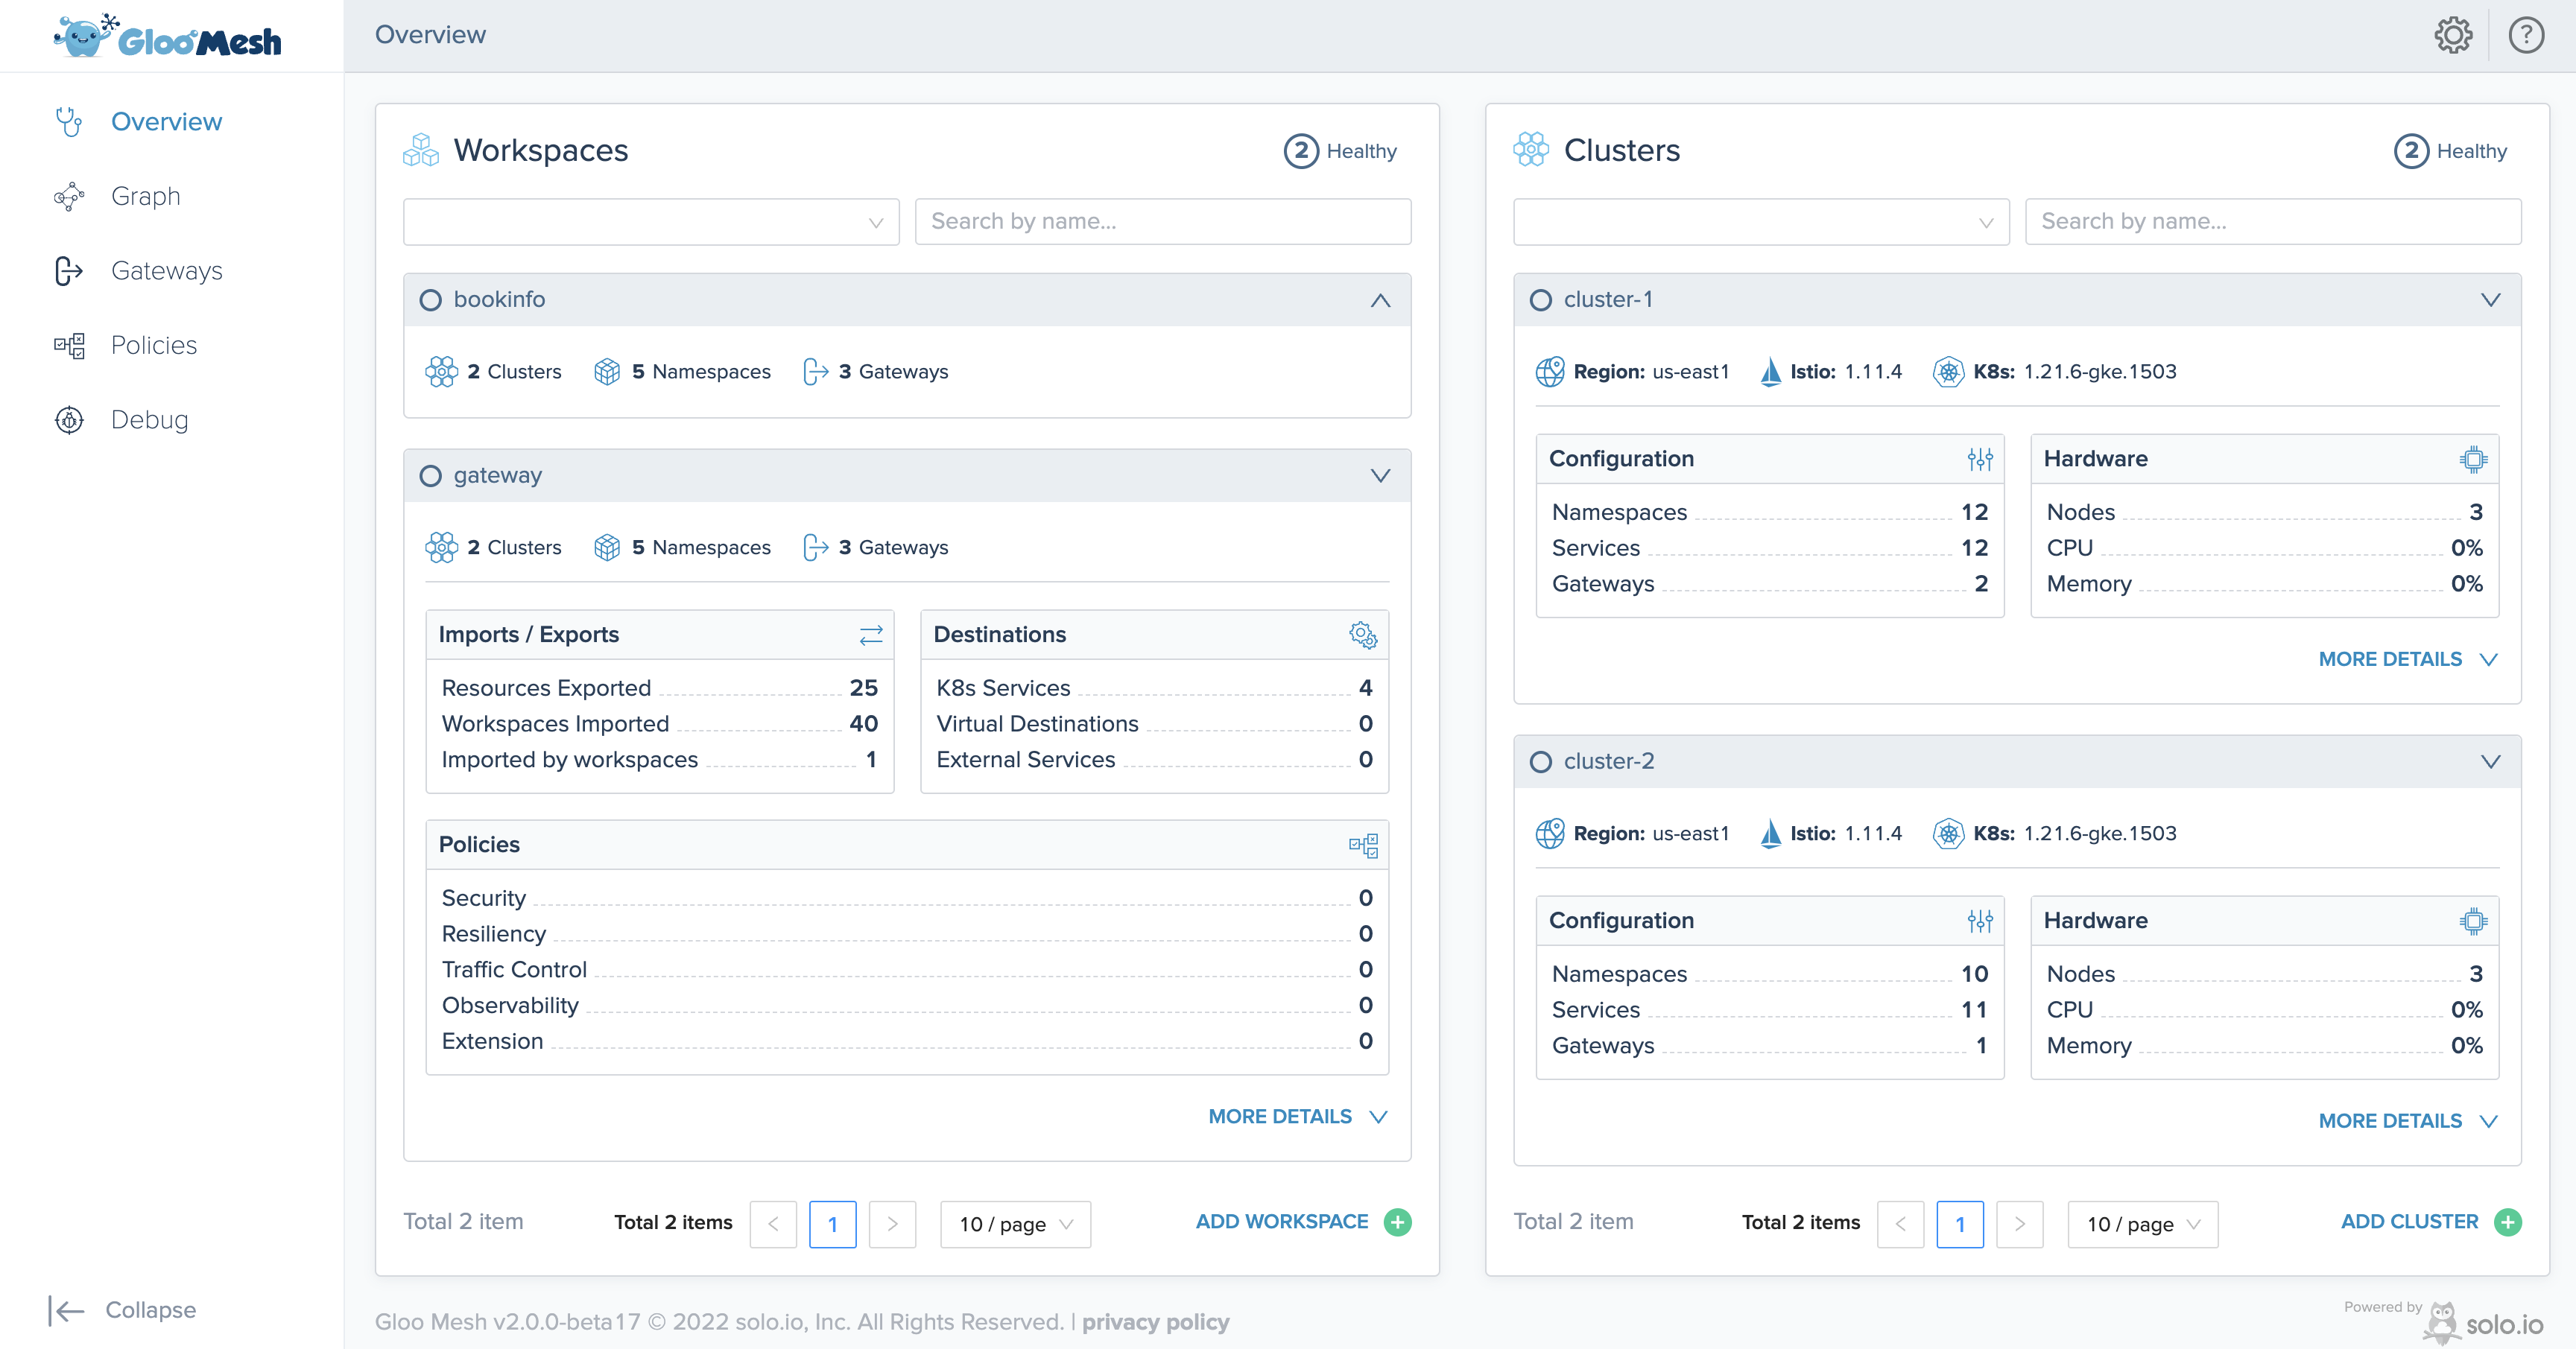 Gloo Mesh
Overview
?
Overview
Graph
Gateways
Policies
Debug
Collapse
Workspaces
2 Healthy
Search by name...
bookinfo
2 Clusters 5 Namespaces 3 Gateways
gateway
2 Clusters 5 Namespaces 3 Gateways
Imports / Exports
Resources Exported 25
Workspaces Imported 40
Imported by workspaces 1
Destinations
K8s Services 4
Virtual Destinations 0
External Services 0
Policies
Security 0
Resiliency 0
Traffic Control 0
Observability 0
Extension 0
MORE DETAILS
Total 2 item Total 2 items < 1 > 10 / page ADD WORKSPACE +
Clusters
2 Healthy
Search by name...
cluster-1
Region: us-east1 Istio: 1.11.4 K8s: 1.21.6-gke.1503
Configuration
Namespaces 12
Services 12
Gateways 2
Hardware
Nodes 3
CPU 0%
Memory 0%
MORE DETAILS
cluster-2
Region: us-east1 Istio: 1.11.4 K8s: 1.21.6-gke.1503
Configuration
Namespaces 10
Services 11
Gateways 1
Hardware
Nodes 3
CPU 0%
Memory 0%
MORE DETAILS
Total 2 item Total 2 items < 1 > 10 / page ADD CLUSTER +
Gloo Mesh v2.0.0-beta17 © 2022 solo.io, Inc. All Rights Reserved. | privacy policy
Powered by
solo.io